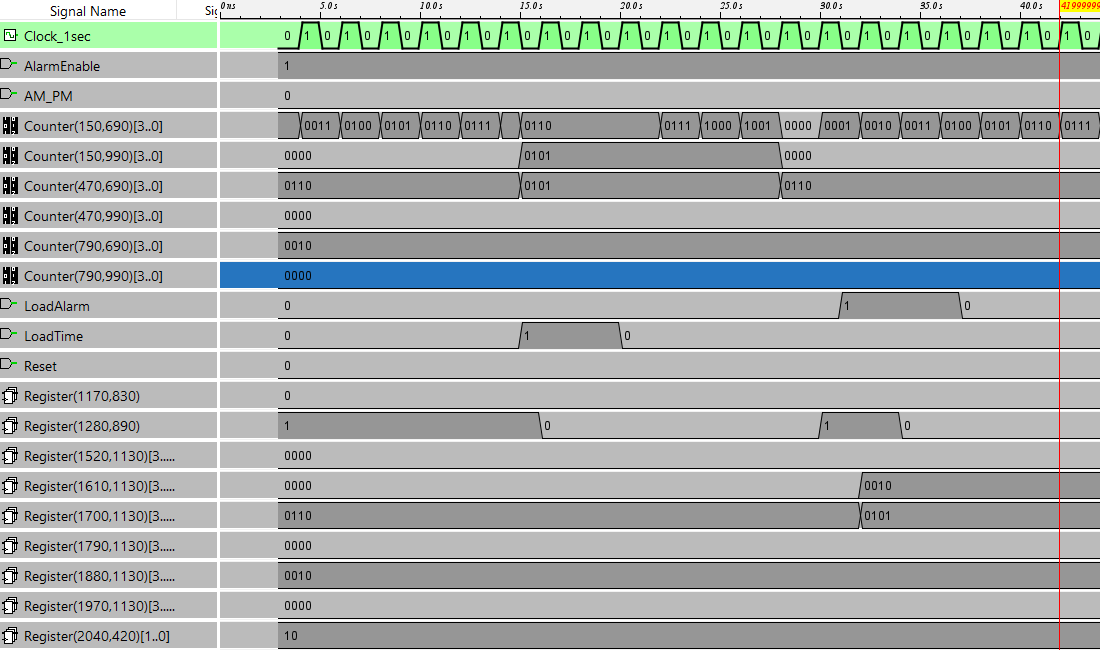 Signal Name Si 0ns 5.0s 10.0s 15.0s 20.0s 25.0s 30.0s 35.0s 40.0s 41999999
Clock_1sec 0 1 0 1 0 1 0 1 0 1 0 1 0 1 0 1 0 1 0 1 0 1 0 1 0 1 0 1 0 1 0 1 0 1 0 1 0 1 0 1 0
AlarmEnable 1
AM_PM 0
Counter(150,690)[3..0] 0011 0100 0101 0110 0111 0110 0111 1000 1001 0000 0001 0010 0011 0100 0101 0110 0111
Counter(150,990)[3..0] 0000 0101 0000
Counter(470,690)[3..0] 0110 0101 0110
Counter(470,990)[3..0] 0000
Counter(790,690)[3..0] 0010
Counter(790,990)[3..0] 0000
LoadAlarm 0 1 0
LoadTime 0 1 0
Reset 0
Register(1170,830) 0
Register(1280,890) 1 0 1 0
Register(1520,1130)[3..... 0000
Register(1610,1130)[3..... 0000 0010
Register(1700,1130)[3..... 0110 0101
Register(1790,1130)[3..... 0000
Register(1880,1130)[3..... 0010
Register(1970,1130)[3..... 0000
Register(2040,420)[1..0] 10